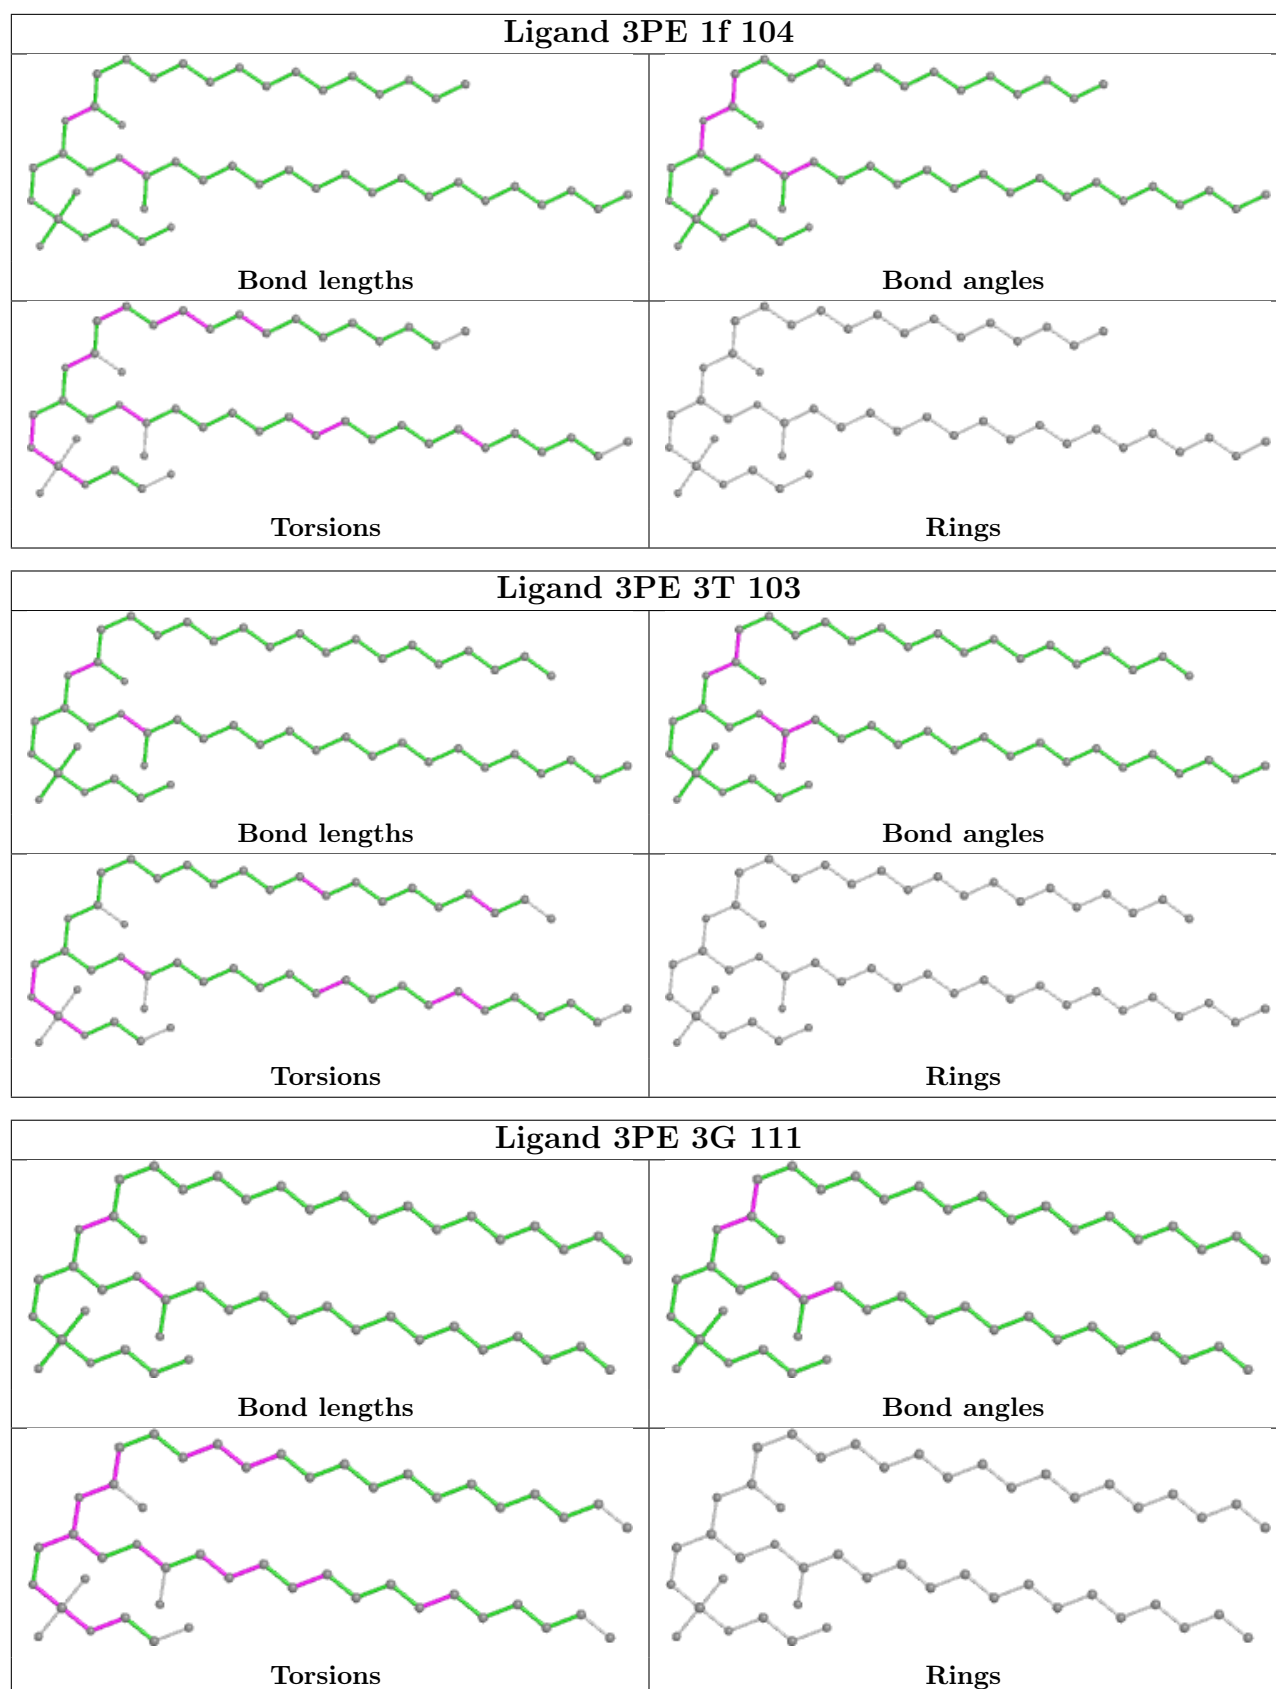 Ligand 3PE 1f 104
Bond lengths
Bond angles
Torsions
Rings
Ligand 3PE 3T 103
Bond lengths
Bond angles
Torsions
Rings
Ligand 3PE 3G 111
Bond lengths
Bond angles
Torsions
Rings